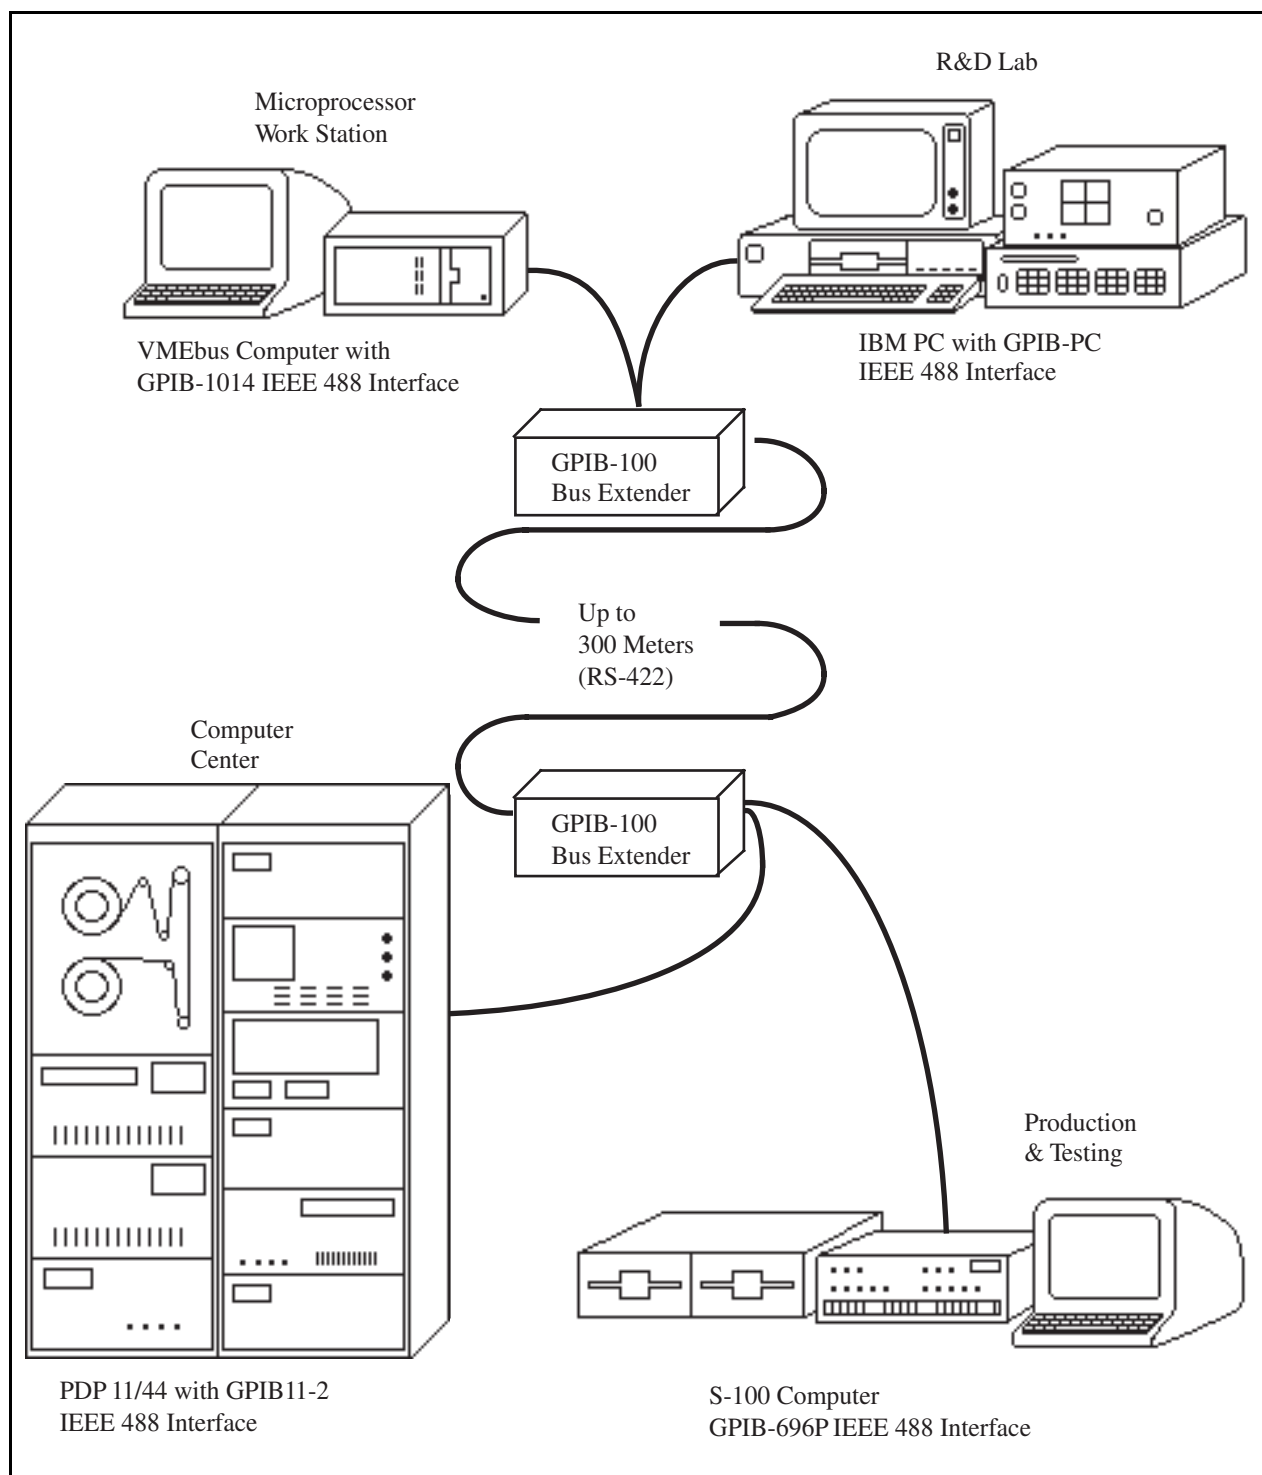 R&D Lab
Microprocessor
Work Station
VMEbus Computer with
GPIB-1014 IEEE 488 Interface
IBM PC with GPIB-PC
IEEE 488 Interface
GPIB-100
Bus Extender
Up to
300 Meters
(RS-422)
Computer
Center
GPIB-100
Bus Extender
Production
& Testing
PDP 11/44 with GPIB11-2
IEEE 488 Interface
S-100 Computer
GPIB-696P IEEE 488 Interface